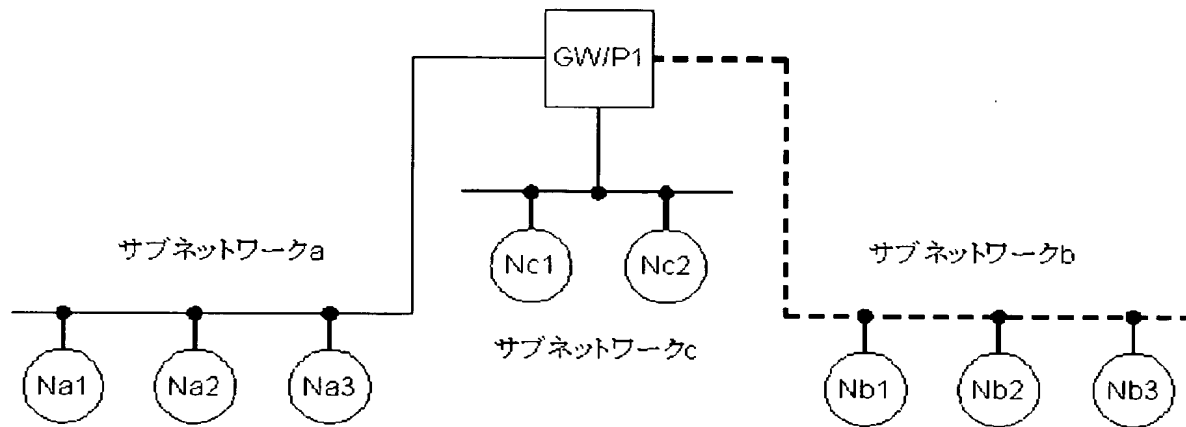 GW/P1
サブネットワークa
Nc1
Nc2
サブネットワークb
サブネットワークc
Na1
Na2
Na3
Nb1
Nb2
Nb3